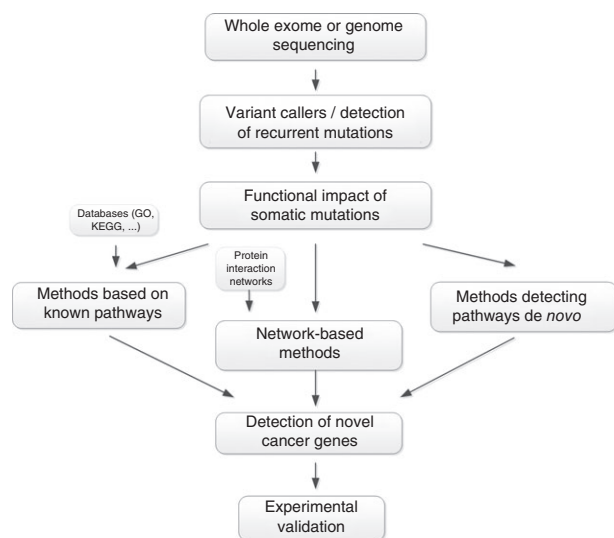 Whole exome or genome
sequencing
Variant callers / detection
of recurrent mutations
Functional impact of
somatic mutations
Databases (GO,
KEGG, ...)
Protein
interaction
networks
Methods based on
known pathways
Network-based
methods
Methods detecting
pathways de novo
Detection of novel
cancer genes
Experimental
validation